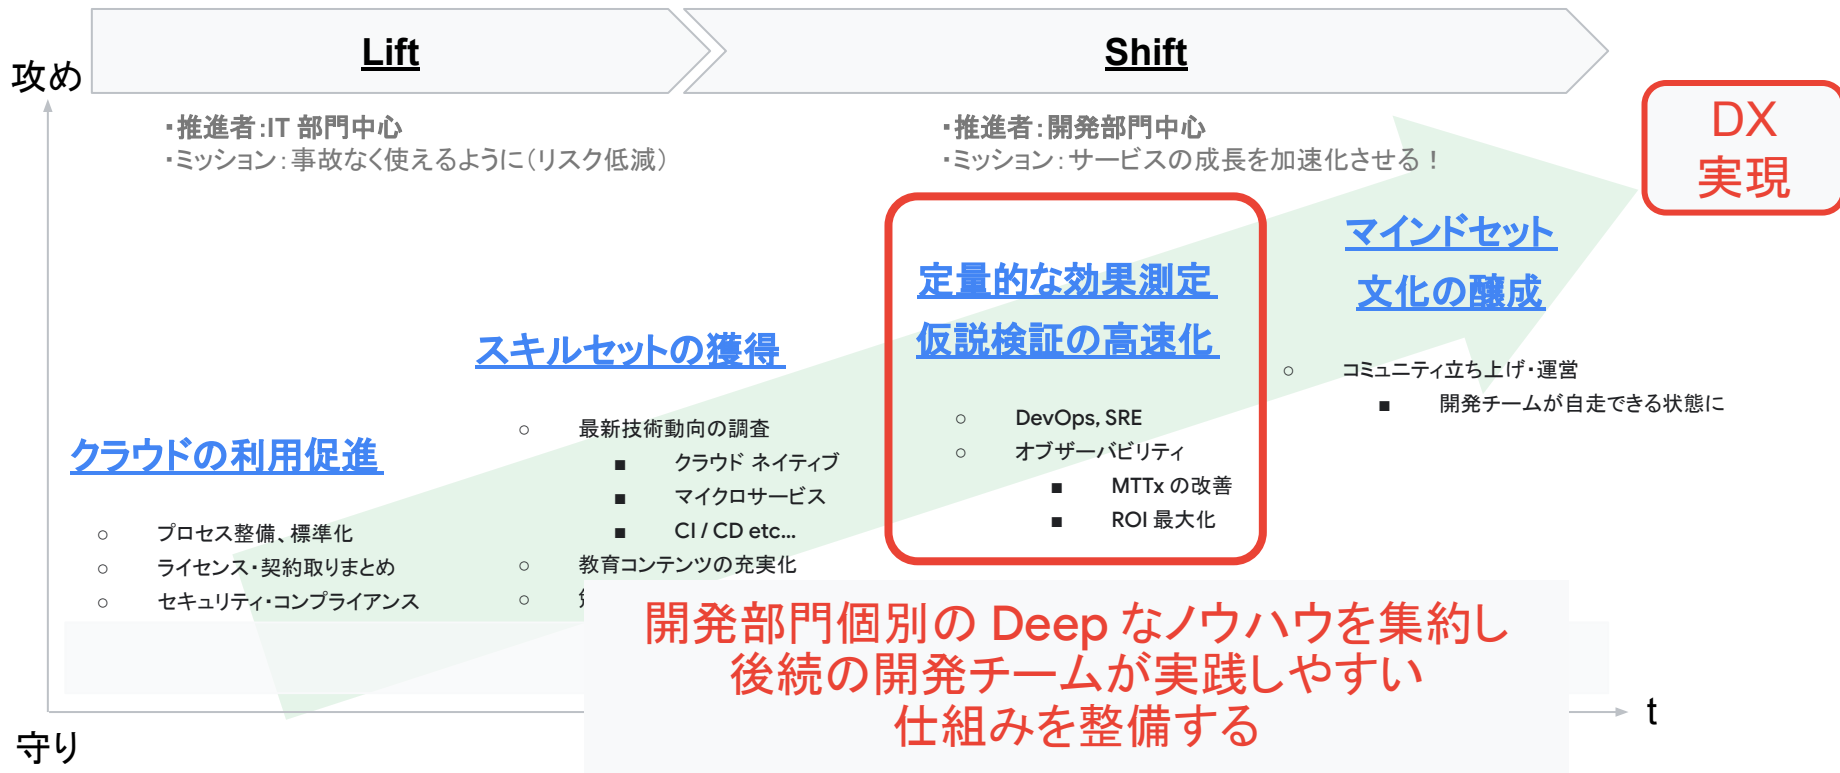 Lift
Shift
攻め
・推進者：IT 部門中心
・ミッション：事故なく使えるように（リスク低減）
・推進者：開発部門中心
・ミッション：サービスの成長を加速化させる！
DX
実現
クラウドの利用促進
○ プロセス整備、標準化
○ ライセンス・契約取りまとめ
○ セキュリティ・コンプライアンス
スキルセットの獲得
○ 最新技術動向の調査
■ クラウド ネイティブ
■ マイクロサービス
■ CI / CD etc...
○ 教育コンテンツの充実化
○
定量的な効果測定
仮説検証の高速化
○ DevOps, SRE
○ オブザーバビリティ
■ MTTx の改善
■ ROI 最大化
マインドセット
文化の醸成
○ コミュニティ立ち上げ・運営
■ 開発チームが自走できる状態に
開発部門個別の Deep なノウハウを集約し
後続の開発チームが実践しやすい
仕組みを整備する
t
守り